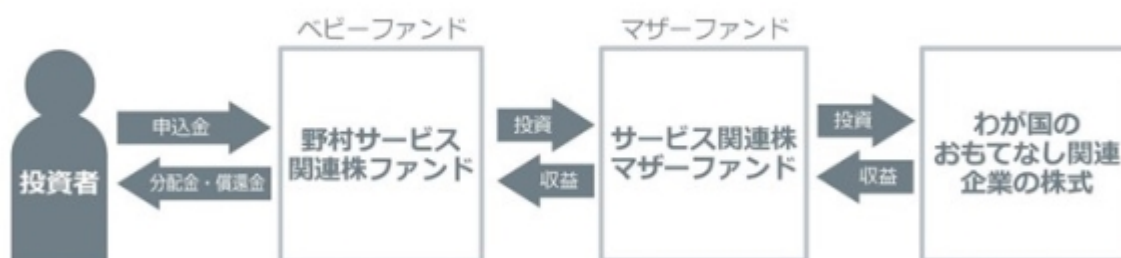 ベビーファンド
マザーファンド
投資者
申込金
分配金・償還金
野村サービス
関連株ファンド
投資
収益
サービス関連株
マザーファンド
投資
収益
わが国の
おもてなし関連
企業の株式